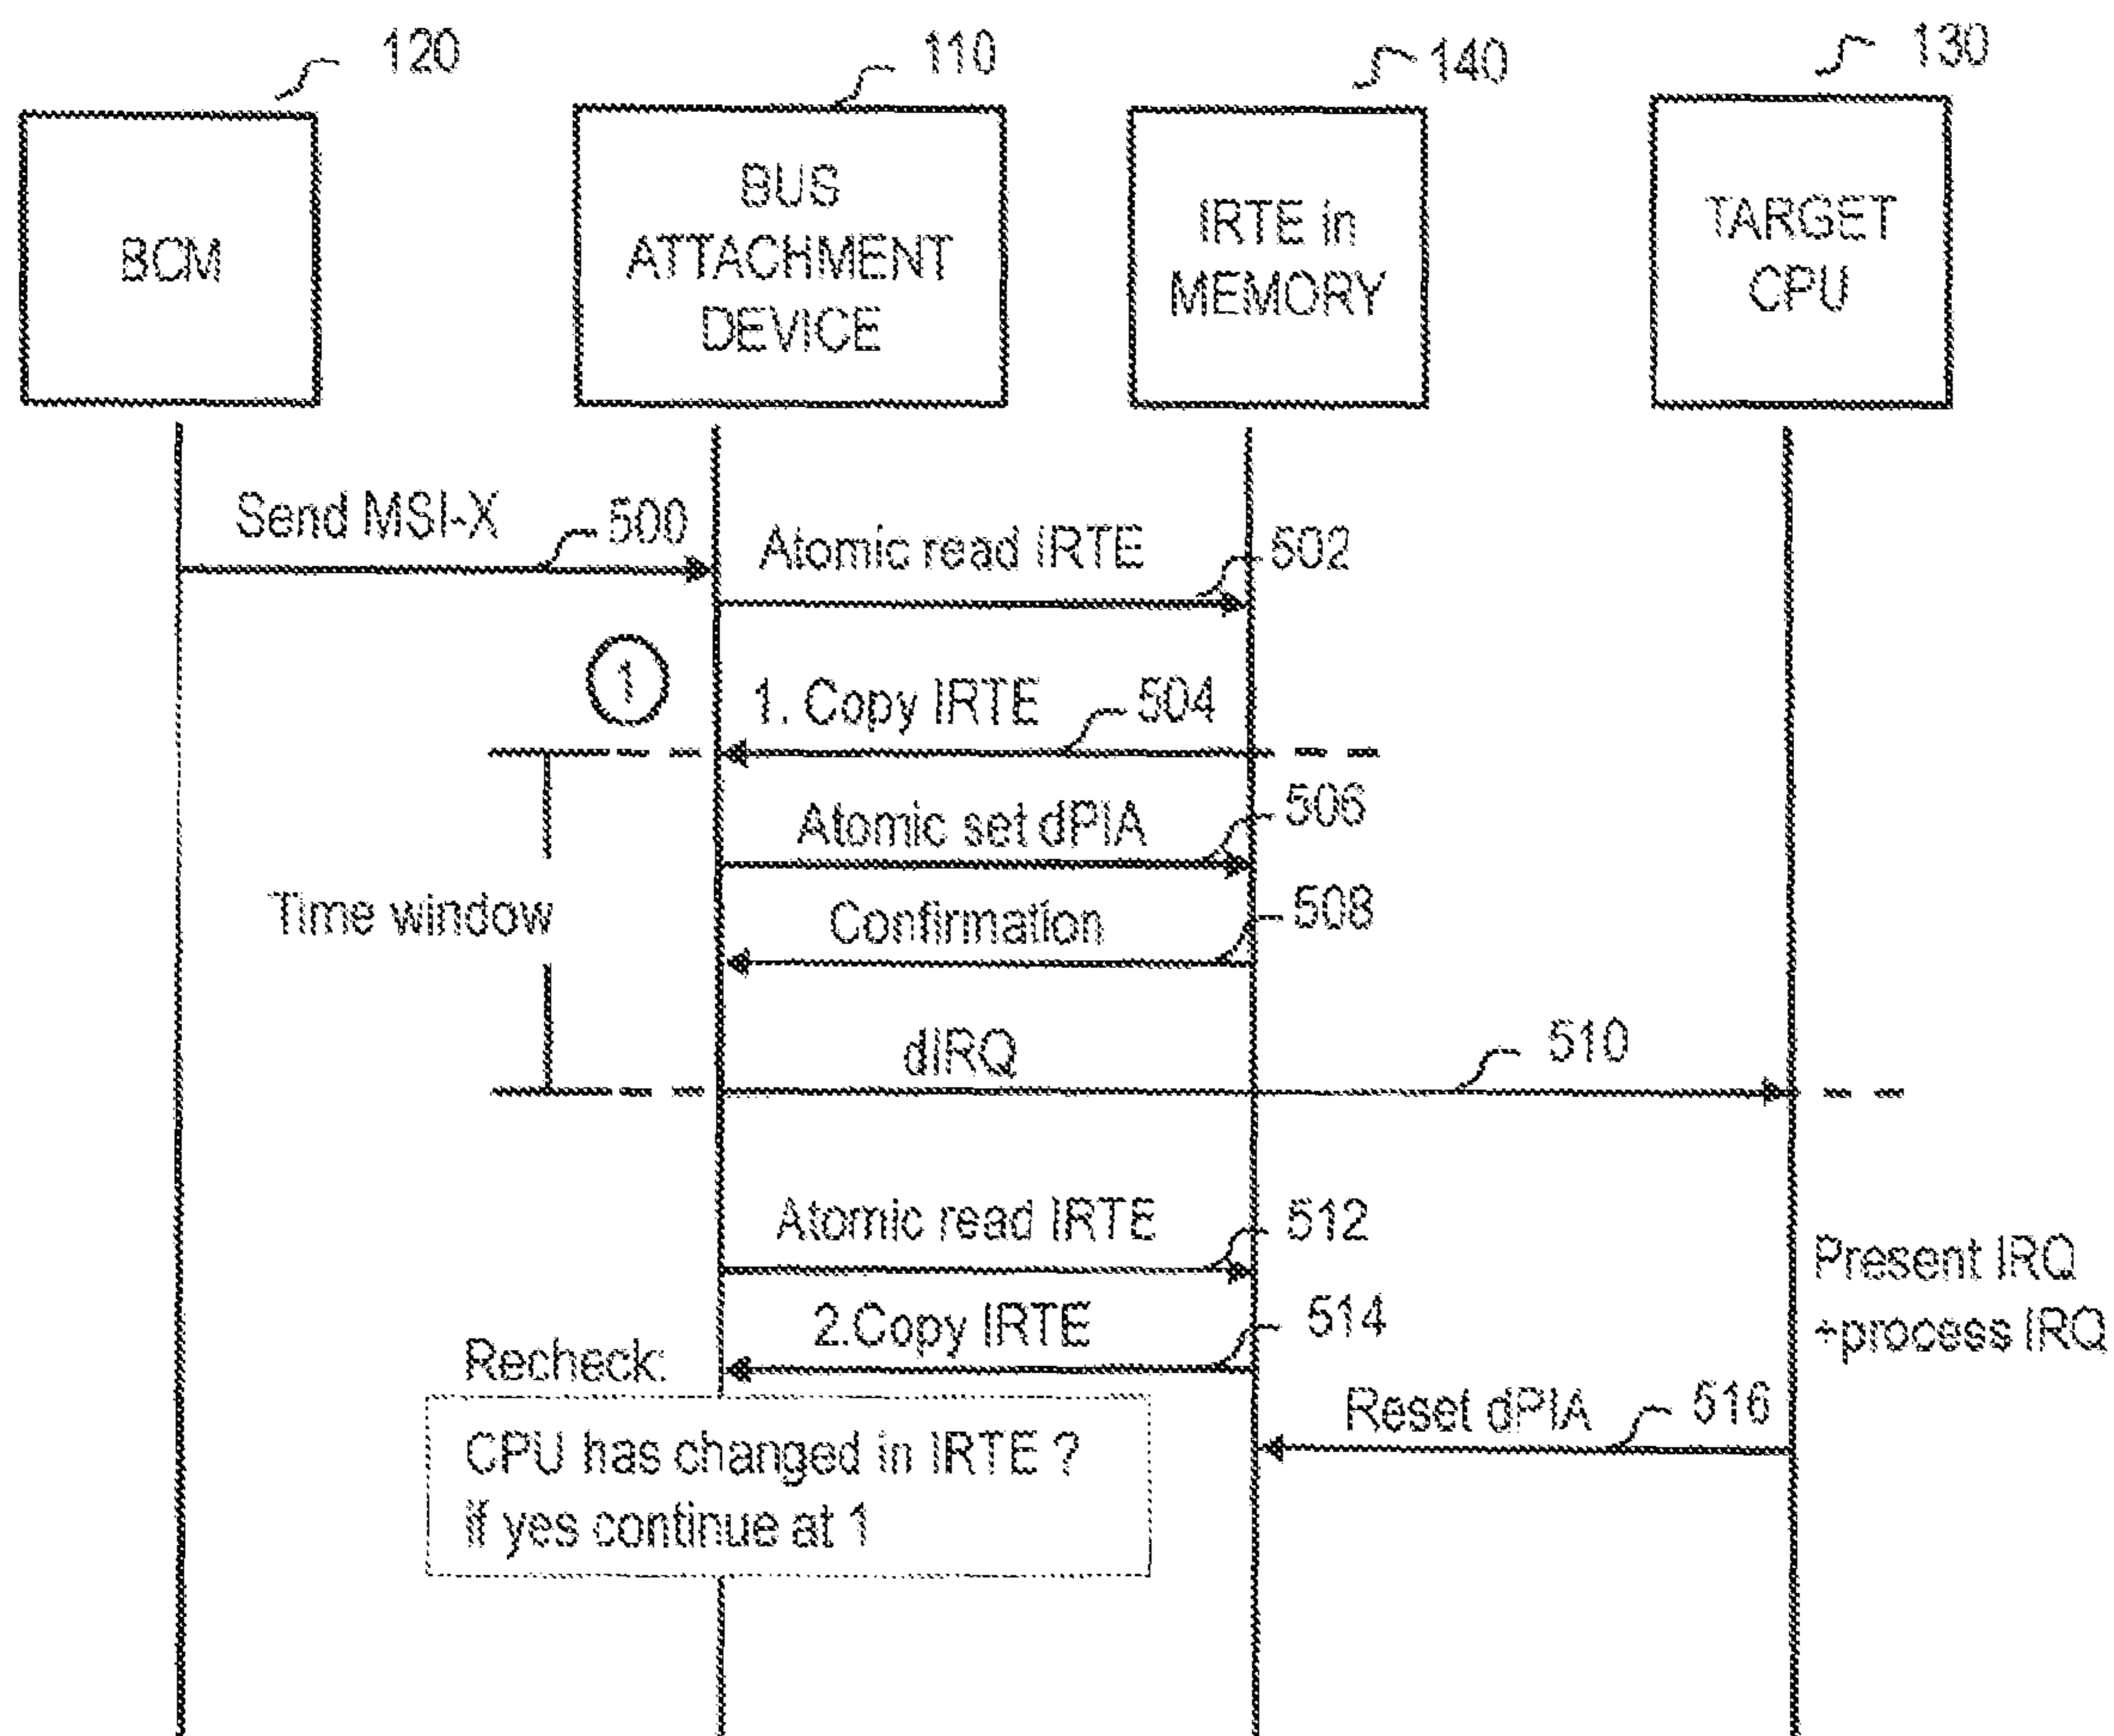 120
110
140
130
BCM
BUS
ATTACHMENT
DEVICE
IRTE in
MEMORY
TARGET
CPU
Send MSI-X
500
Atomic read IRTE
502
1
1. Copy IRTE
504
Atomic set dPIA
506
Time window
Confirmation
508
dIRQ
510
Atomic read IRTE
512
Present IRQ
+process IRQ
2.Copy IRTE
514
Recheck:
Reset dPIA
516
CPU has changed in IRTE ?
if yes continue at 1